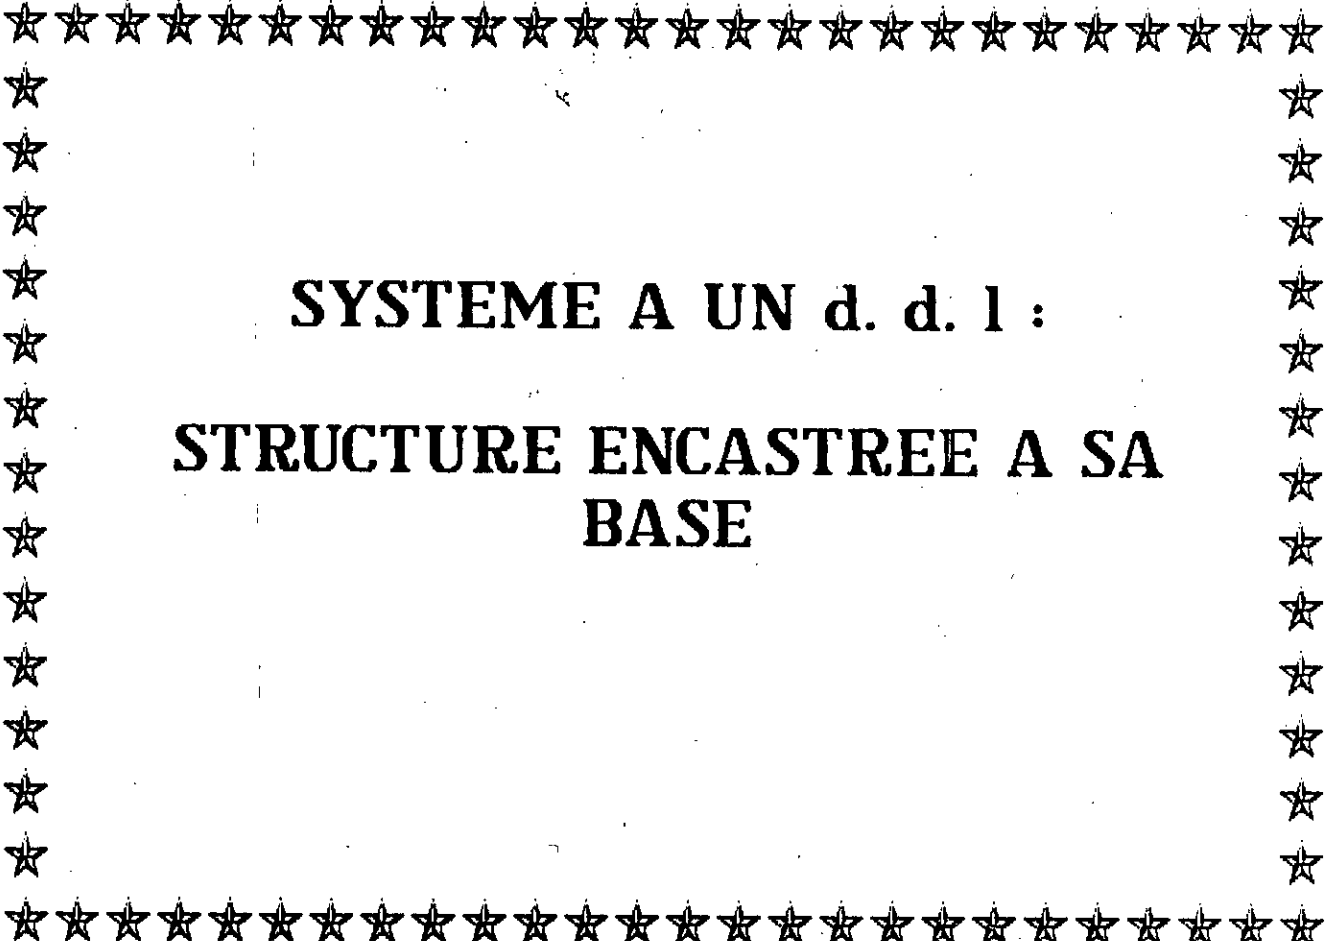 SYSTEME A UN d. d. l :
STRUCTURE ENCASTREE A SA
BASE